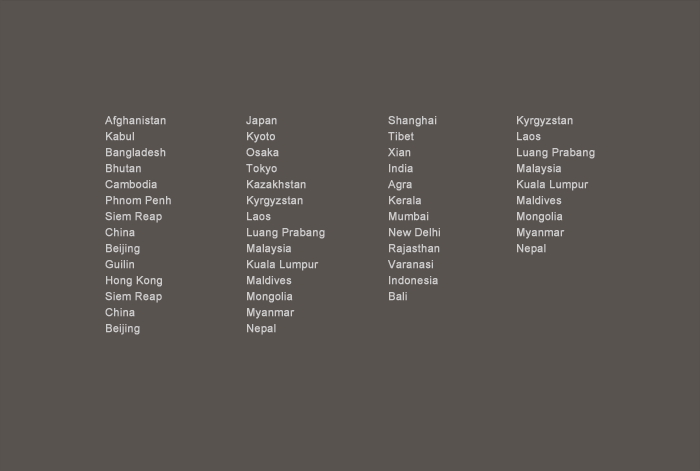 Afghanistan
Kabul
Bangladesh
Bhutan
Cambodia
Phnom Penh
Siem Reap
China
Beijing
Guilin
Hong Kong
Siem Reap
China
Beijing
Japan
Kyoto
Osaka
Tokyo
Kazakhstan
Kyrgyzstan
Laos
Luang Prabang
Malaysia
Kuala Lumpur
Maldives
Mongolia
Myanmar
Nepal
Shanghai
Tibet
Xian
India
Agra
Kerala
Mumbai
New Delhi
Rajasthan
Varanasi
Indonesia
Bali
Kyrgyzstan
Laos
Luang Prabang
Malaysia
Kuala Lumpur
Maldives
Mongolia
Myanmar
Nepal